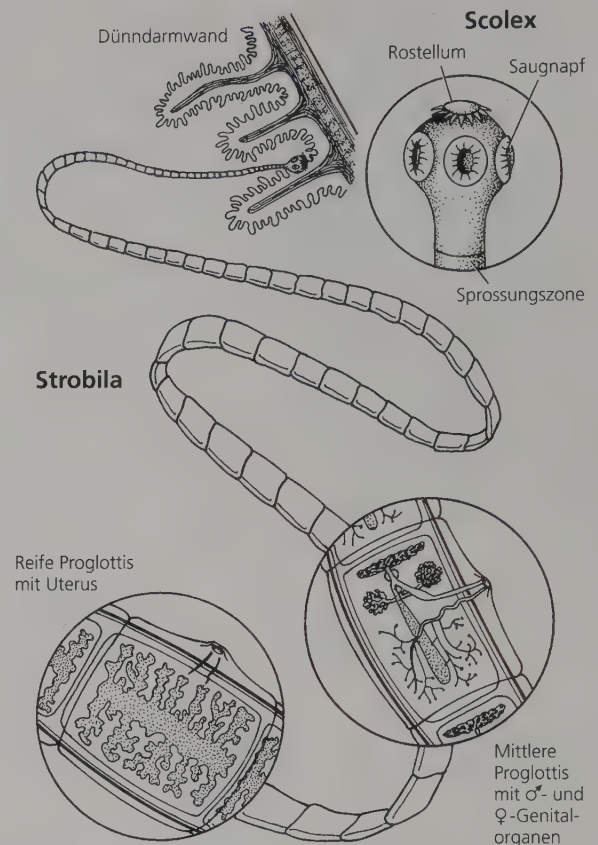 Scolex
Dünndarmwand
Rostellum
Saugnapf
Sprossungszone
Strobila
Reife Proglottis
mit Uterus
Mittlere
Proglottis
mit ♂- und
♀-Genital-
organen